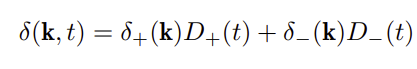 δ(k, t) = δ₊(k)D₊(t) + δ₋(k)D₋(t)